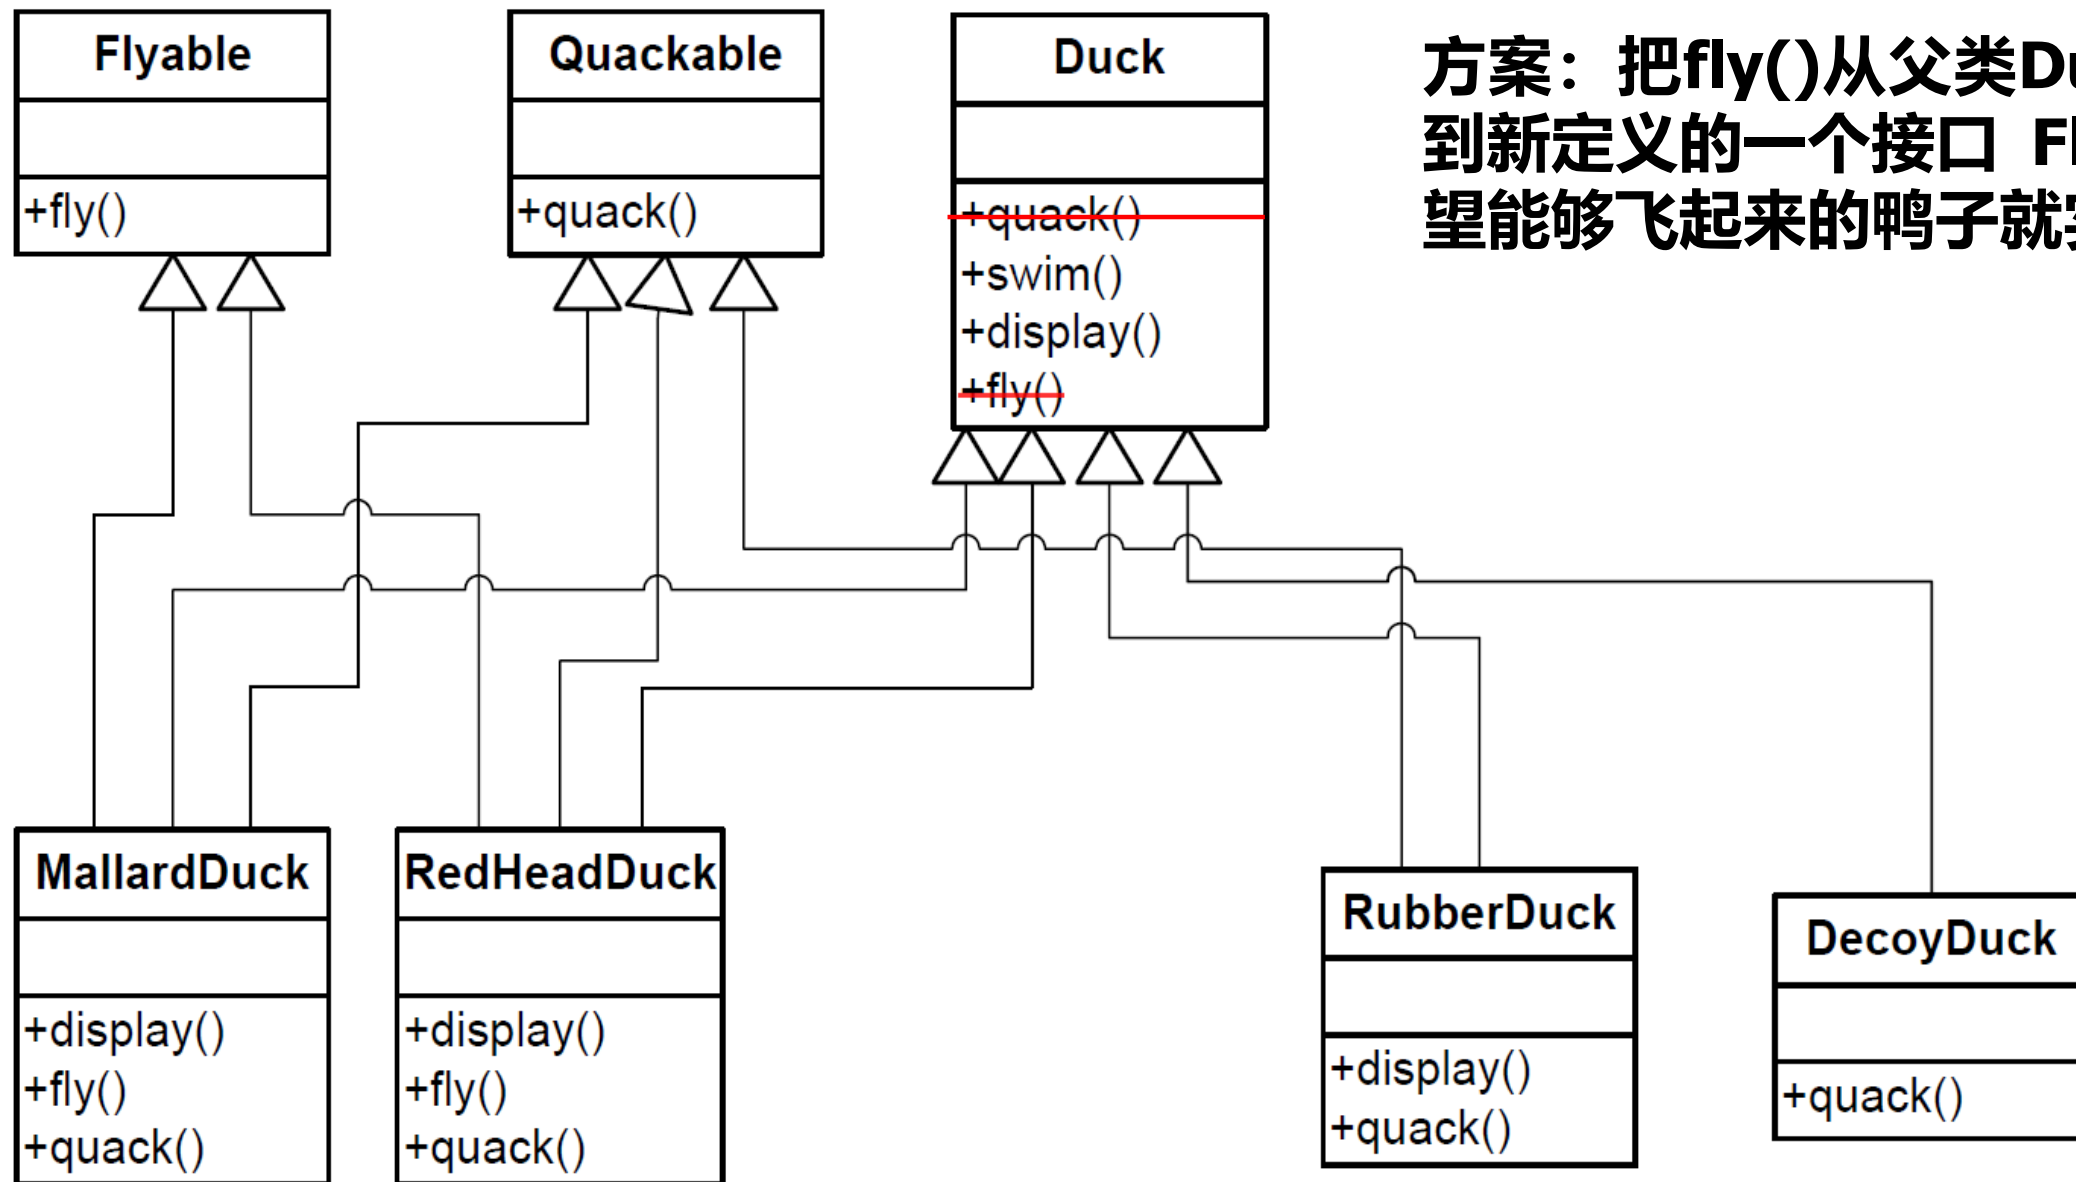 Flyable
+fly()
Quackable
+quack()
Duck
+quack()
+swim()
+display()
+fly()
方案：把fly()从父类
到新定义的一个接口
望能够飞起来的鸭子就
MallardDuck
+display()
+fly()
+quack()
RedHeadDuck
+display()
+fly()
+quack()
RubberDuck
+display()
+quack()
DecoyDuck
+quack()